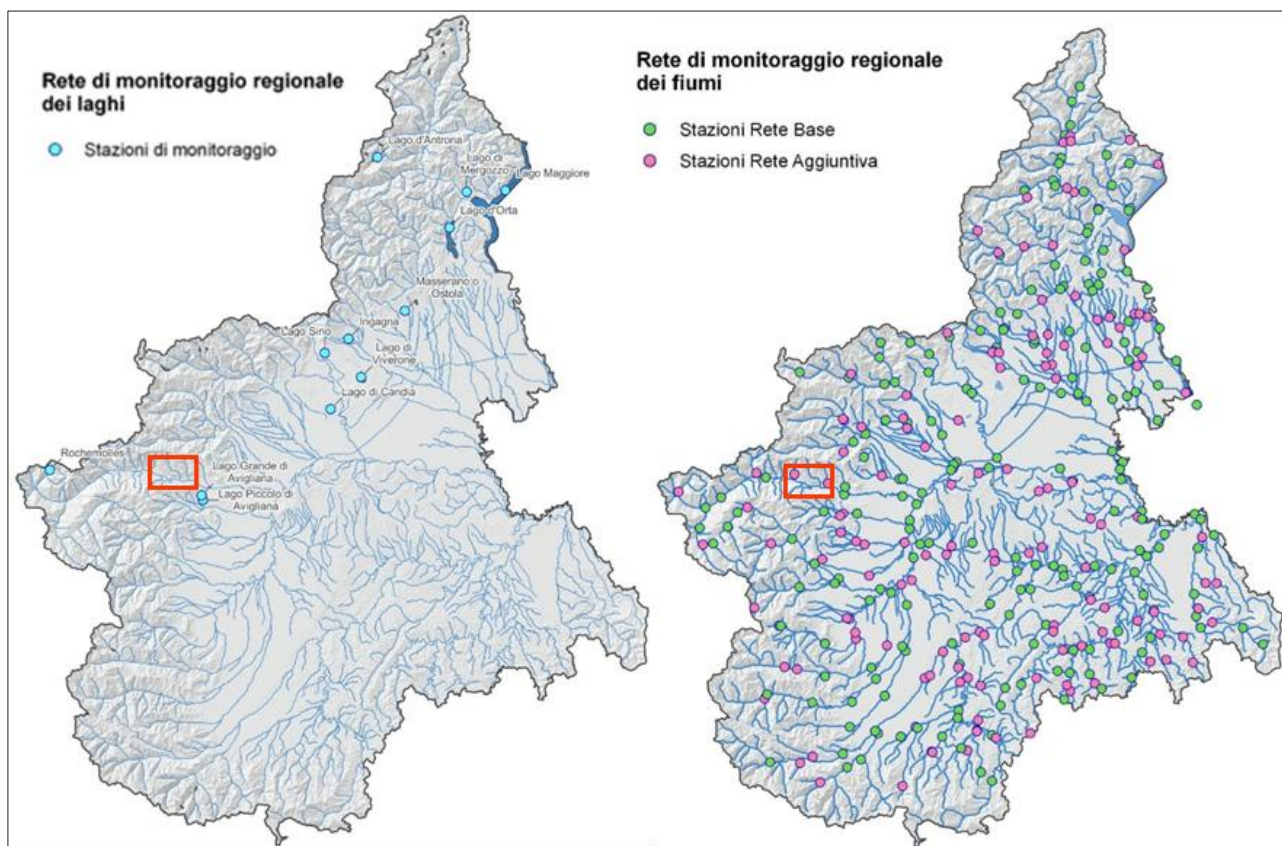 Rete di monitoraggio regionale
dei laghi
Stazioni di monitoraggio
Lago d'Antrona
Lago di
Mergozzo
Lago Maggiore
Lago d'Orta
Masserano o
Ostola
Ingagna
Lago Sirio
Lago di
Viverone
Lago di Candia
Rochemolles
Lago Grande di
Avigliana
Lago Piccolo di
Avigliana
Rete di monitoraggio regionale
dei fiumi
Stazioni Rete Base
Stazioni Rete Aggiuntiva